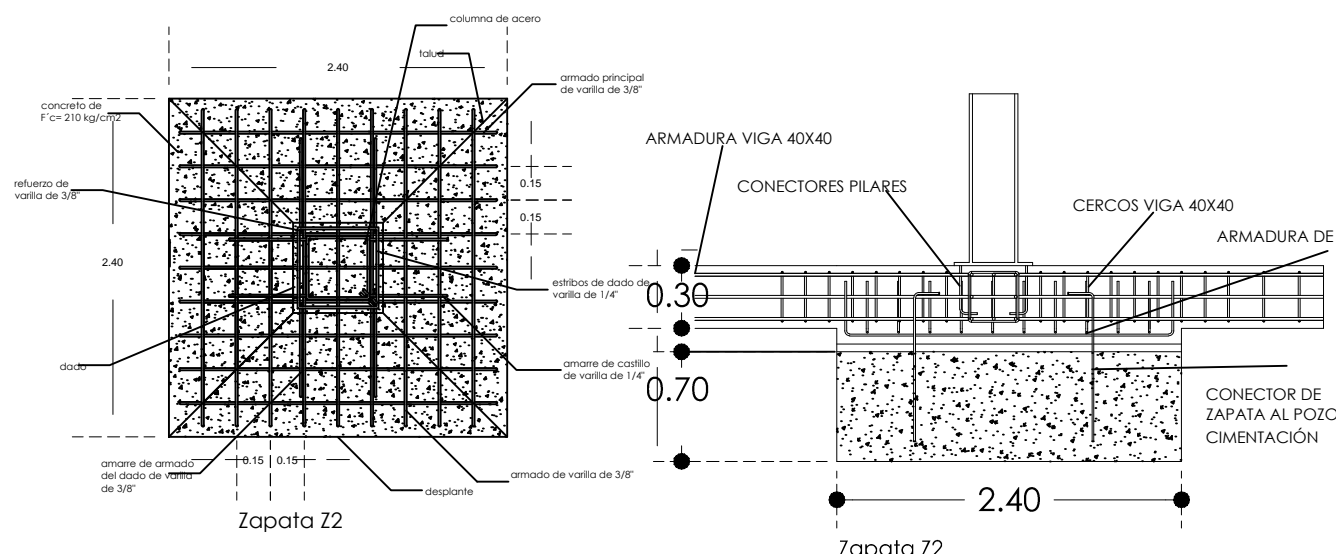 columna de acero
talud
2.40
armado principal
de varilla de 3/8"
concreto de
F´c= 210 kg/cm2
refuerzo de
varilla de 3/8"
0.15
0.15
2.40
estribos de dado de
varilla de 1/4"
dado
amarre de castillo
de varilla de 1/4"
amarre de armado
del dado de varilla
de 3/8"
0.15
0.15
armado de varilla de 3/8"
desplante
Zapata Z2
ARMADURA VIGA 40X40
CONECTORES PILARES
CERCOS VIGA 40X40
ARMADURA DE
0.30
0.70
CONECTOR DE
ZAPATA AL POZO
CIMENTACIÓN
2.40
Zapata Z2